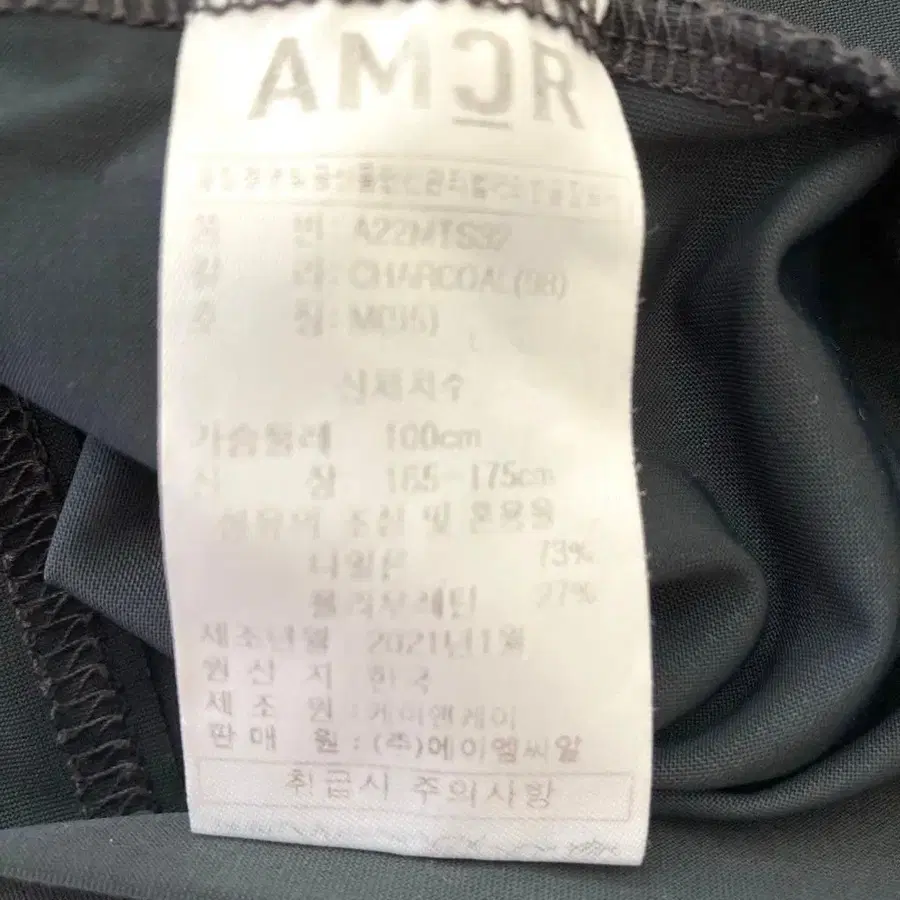 AMCR
품 번 : A22MTS32
칼 라 : CHARCOAL(98)
호 칭 : M(95)
신체치수
가슴둘레 100cm
신 장 165-175cm
섬유의 조성 및 혼용율
나일론 73%
폴리우레탄 27%
제조년월 : 2021년1월
원 산 지 : 한국
제 조 원 : 케이앤케이
판 매 원 : (주)에이엠씨알
취급시 주의사항